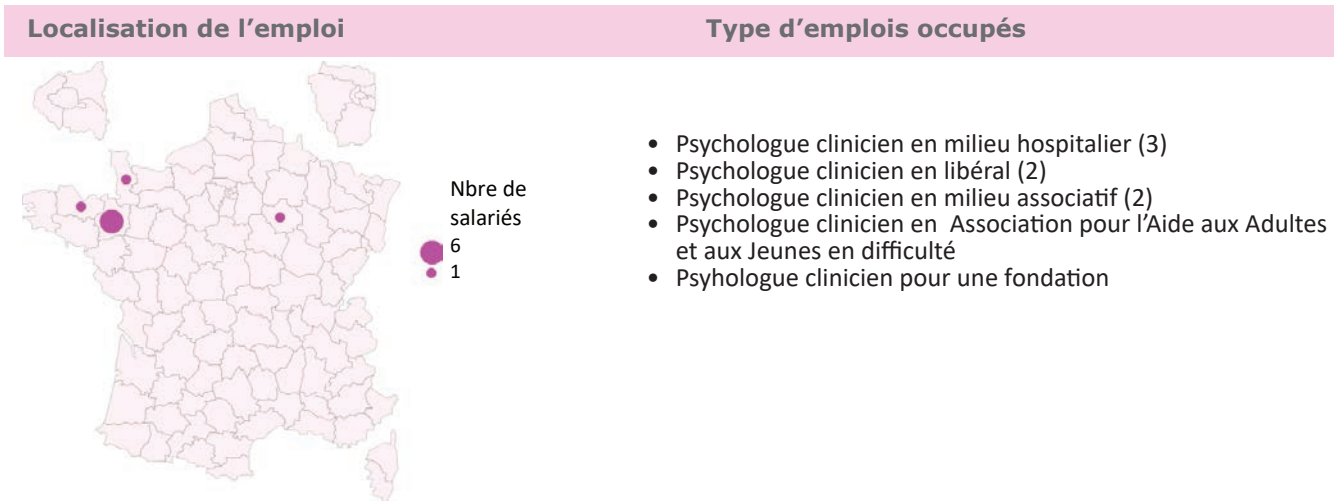 Localisation de l'emploi
Type d'emplois occupés
Nbre de
salariés
6
1
• Psychologue clinicien en milieu hospitalier (3)
• Psychologue clinicien en libéral (2)
• Psychologue clinicien en milieu associatif (2)
• Psychologue clinicien en Association pour l'Aide aux Adultes
et aux Jeunes en difficulté
• Psyhologue clinicien pour une fondation